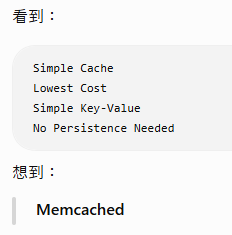 看到：
Simple Cache
Lowest Cost
Simple Key-Value
No Persistence Needed
想到：
Memcached